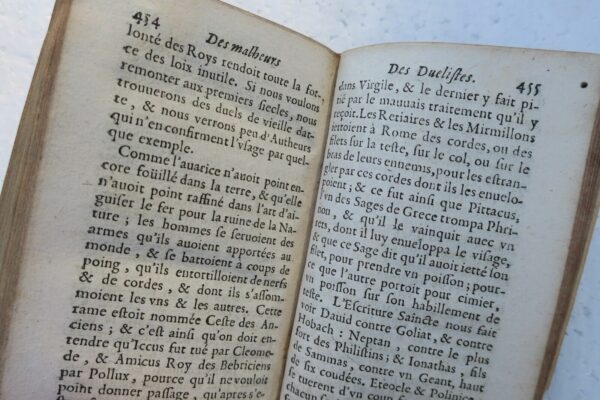 454
Des malheurs
lonté des Roys rendoit toute la for-
ce des loix inutile. Si nous voulons
remonter aux premiers siecles, nous
trouuerons des duels de vieille dat-
te, & nous verrons peu d'Autheurs
qui n'en confirment l'vsage par quel-
que exemple.
Comme l'auarice n'auoit point en-
core foüillé dans la terre, & qu'elle
n'auoit point raffiné dans l'art d'ai-
guiser le fer pour la ruine de la Na-
ture ; les hommes se seruoient des
armes qu'ils auoient apportées au
monde, & se battoient à coups de
poing, qu'ils entortilloient de nerfs
& de cordes, & dont ils s'assom-
moient les vns & les autres. Cette
rame estoit nommée Ceste des An-
ciens ; & c'est ainsi qu'on doit en-
tendre qu'Iccus fut tué par Cleome-
de, & Amicus Roy des Bebriciens
par Pollux, pource qu'il ne vouloit
point donner passage, qu'apres s'e-
Des Duelistes.
455
dans Virgile, & le dernier y fait pi-
tié par le mauuais traitement qu'il y
reçoit. Les Retiaires & les Mirmillons
iettoient à Rome des cordes, ou des
filets sur la teste, sur le col, ou sur le
bras de leurs ennemis, pour les estran-
gler par ces cordes dont ils les enuelo-
poient ; & ce fut ainsi que Pittacus,
l'vn des Sages de Grece trompa Phri-
non, & qu'il le vainquit auec vn
rets, dont il luy enueloppa le visage,
& que ce Sage dit qu'il auoit ietté son
filet, pour prendre vn poisson ; pour-
ce que l'autre portoit pour cimier,
vn poisson sur son habillement de
teste. L'Escriture Saincte nous fait
voir Dauid contre Goliat, & contre
Hobach : Neptan, contre le plus
fort des Philistins ; & Ionathas, fils
de Sammas, contre vn Geant, haut
de six coudées. Eteocle & Polinice
se tuerent d'vn coup
chacun